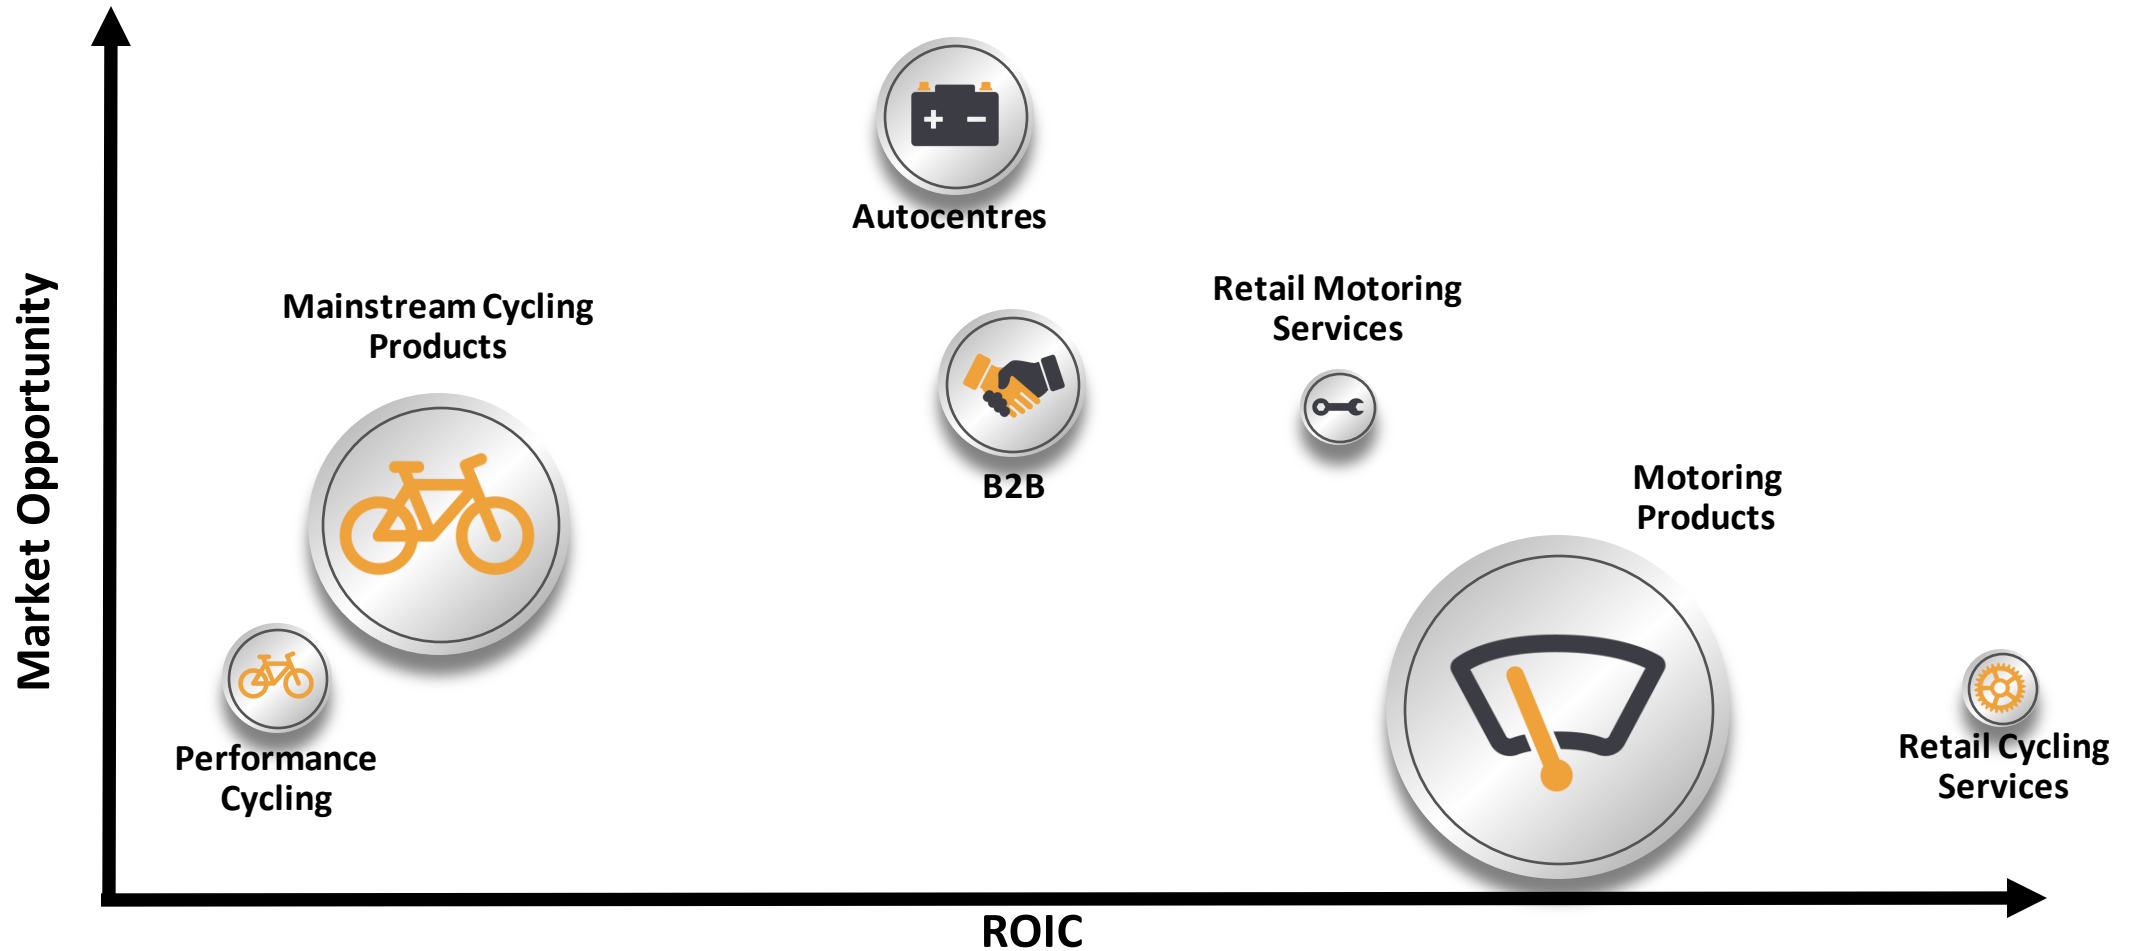 Autocentres
Retail Motoring
Services
Mainstream Cycling
Products
B2B
Motoring
Products
Performance
Cycling
Retail Cycling
Services
Market Opportunity
ROIC